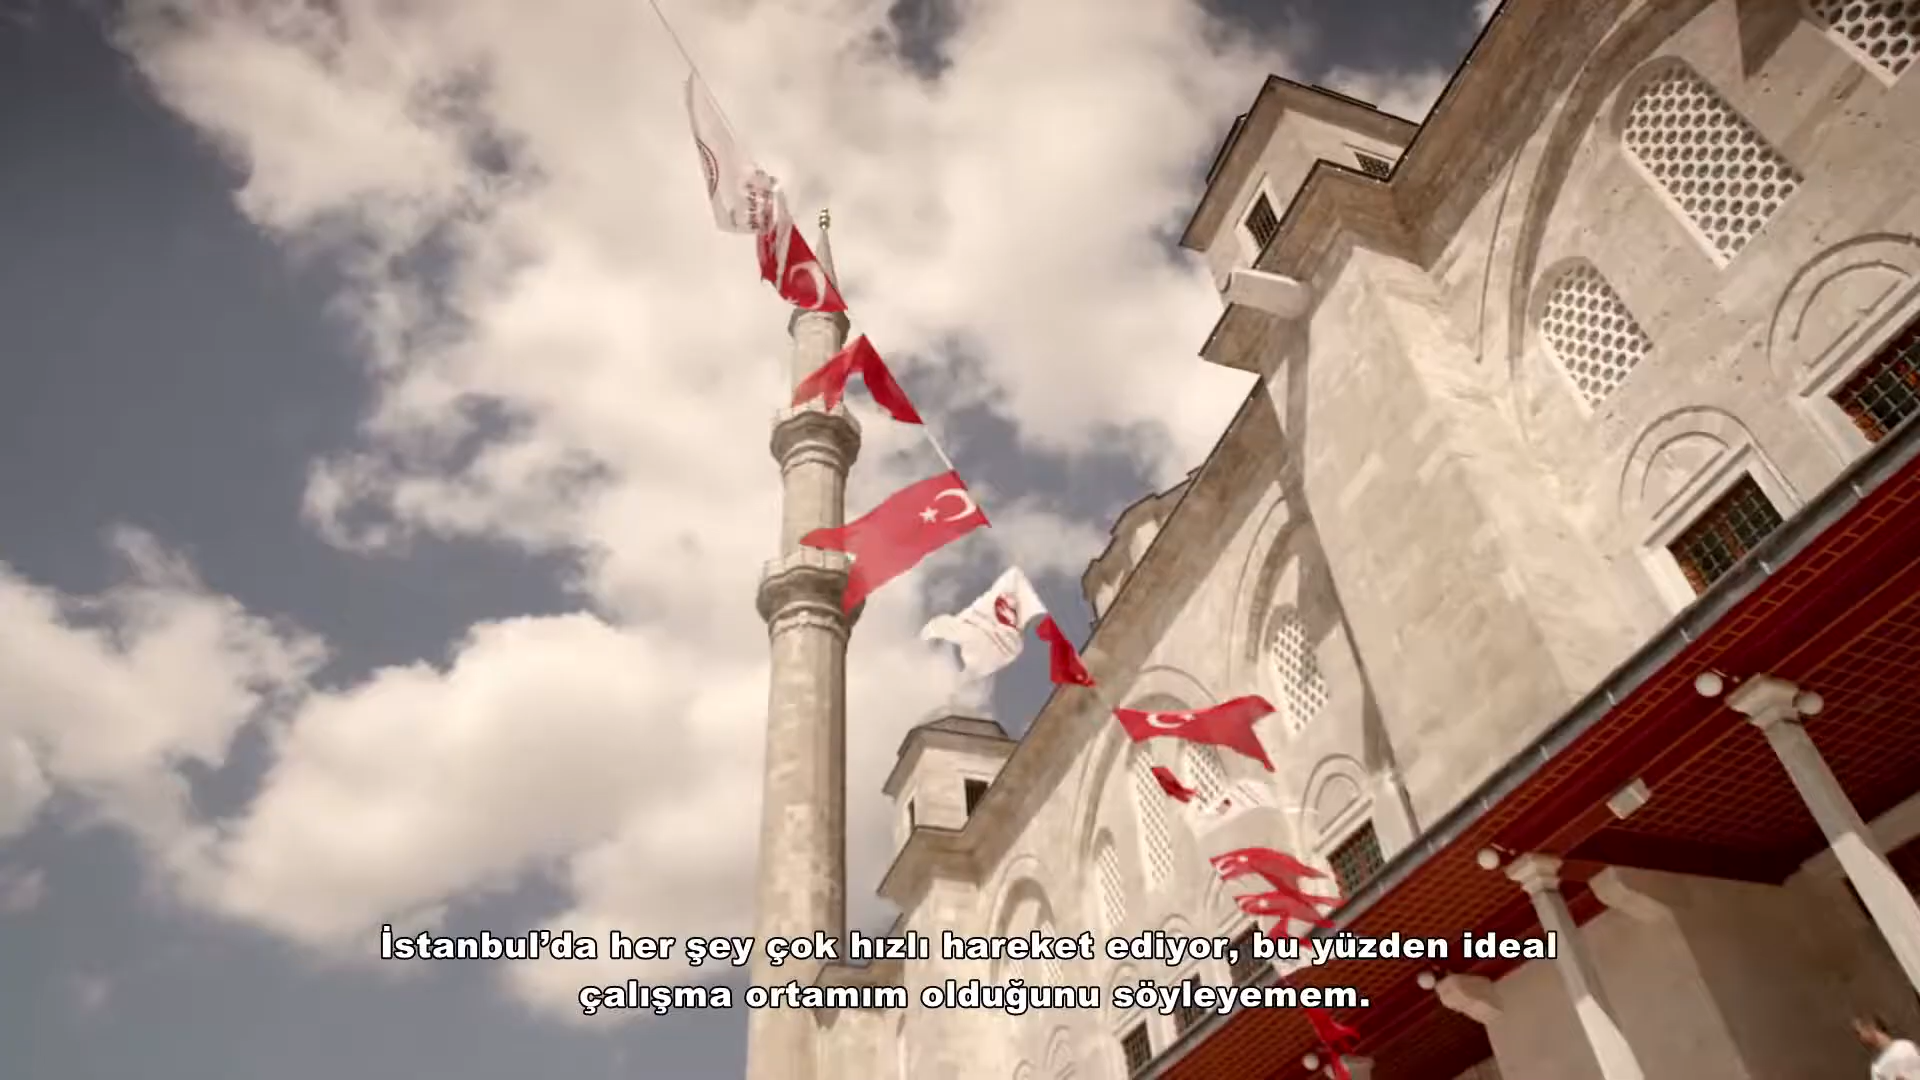 İstanbul’da her şey çok hızlı hareket ediyor, bu yüzden ideal
çalışma ortamım olduğunu söyleyemem.